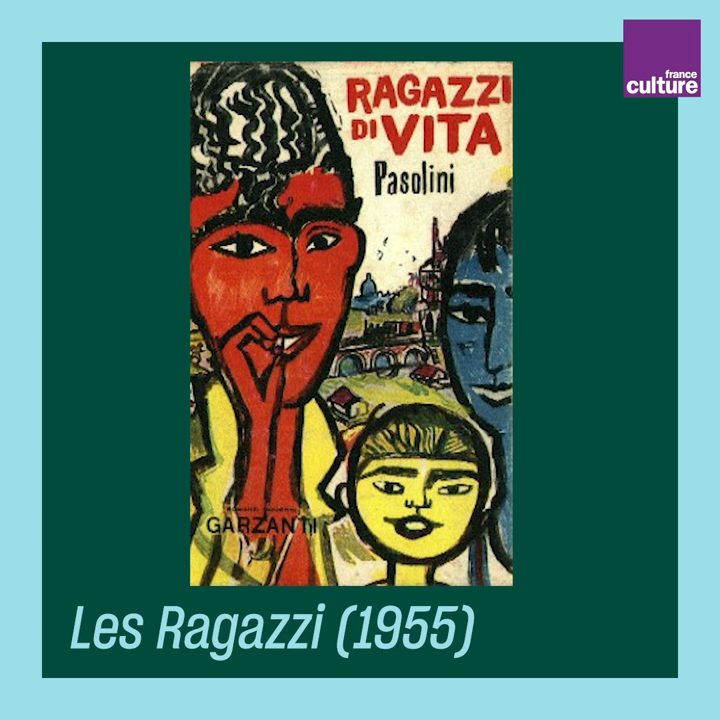 france
culture
RAGAZZI
DI VITA
Pasolini
GARZANTI
Les Ragazzi (1955)